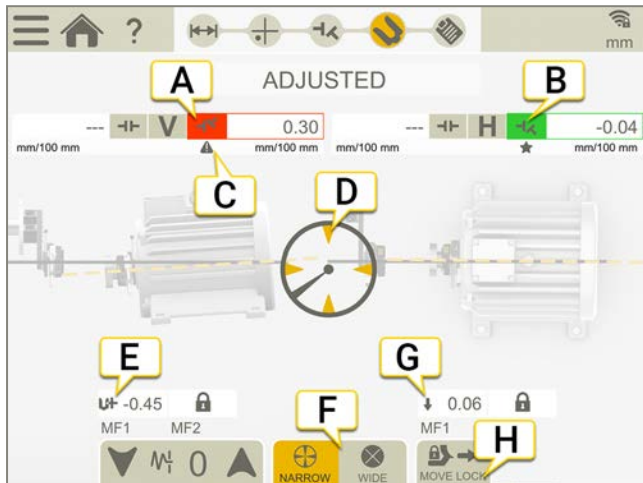 ?
mm
ADJUSTED
A
B
--- V 0.30
--- H -0.04
mm/100 mm mm/100 mm mm/100 mm mm/100 mm
C
D
E
G
-0.45
0.06
F
MF1 MF2
MF1
H
0
NARROW
WIDE
MOVE LOCK